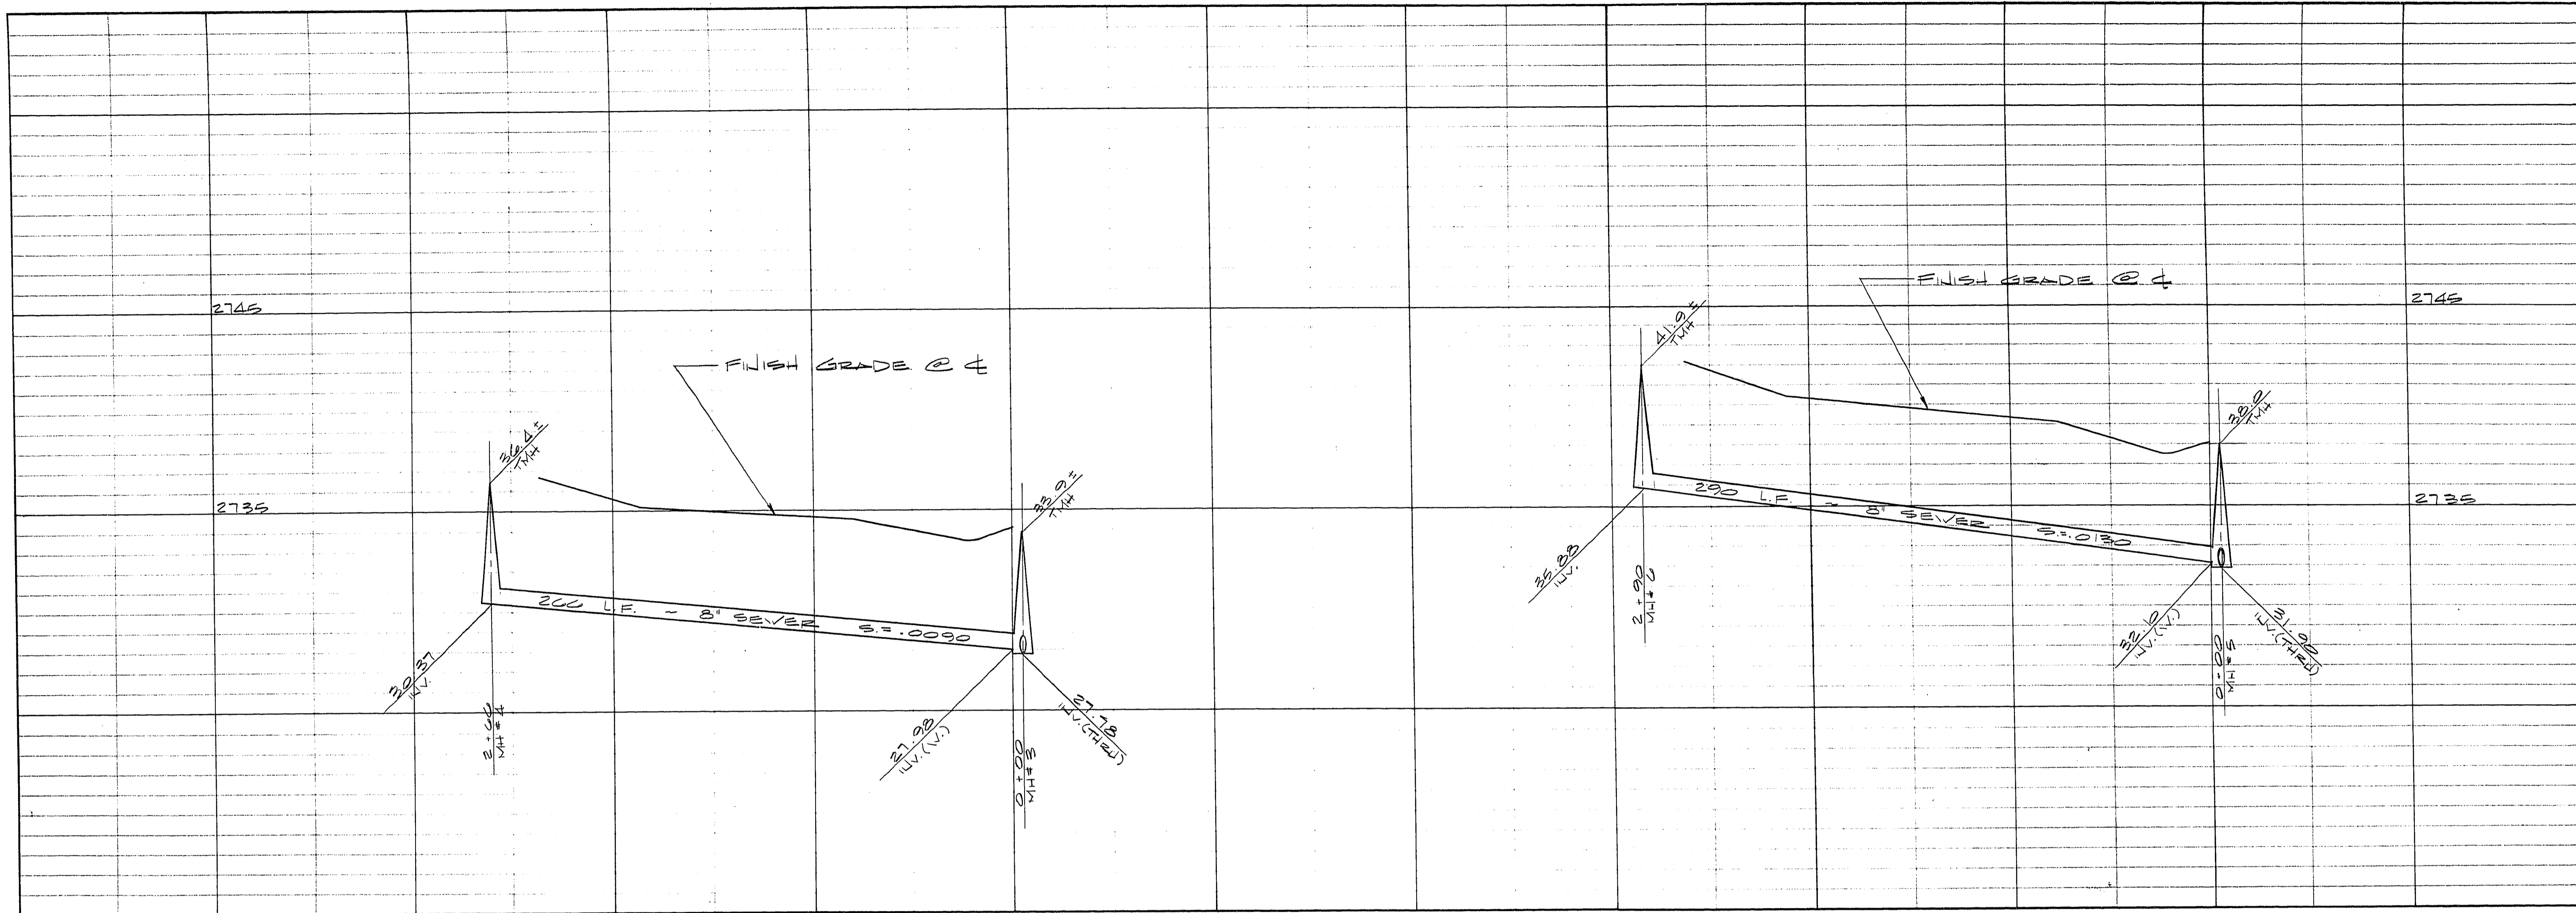 2745
FINISH GRADE @ ℄
36.4 ±
TMH
2735
33.9 ±
TMH
266 L.F. ~ 8" SEWER S.=.0090
30.37
INV.
2+66
MH #4
27.98
INV. (W.)
0+00
MH #3
27.78
INV. (THRU)
FINISH GRADE @ ℄
2745
41.9 ±
TMH
38.0
TMH
2735
290 L.F. ~ 8" SEWER S.=.0130
35.88
INV.
2+90
MH #6
32.10
INV. (W.)
0+00
MH #5
31.90
INV. (THRU)